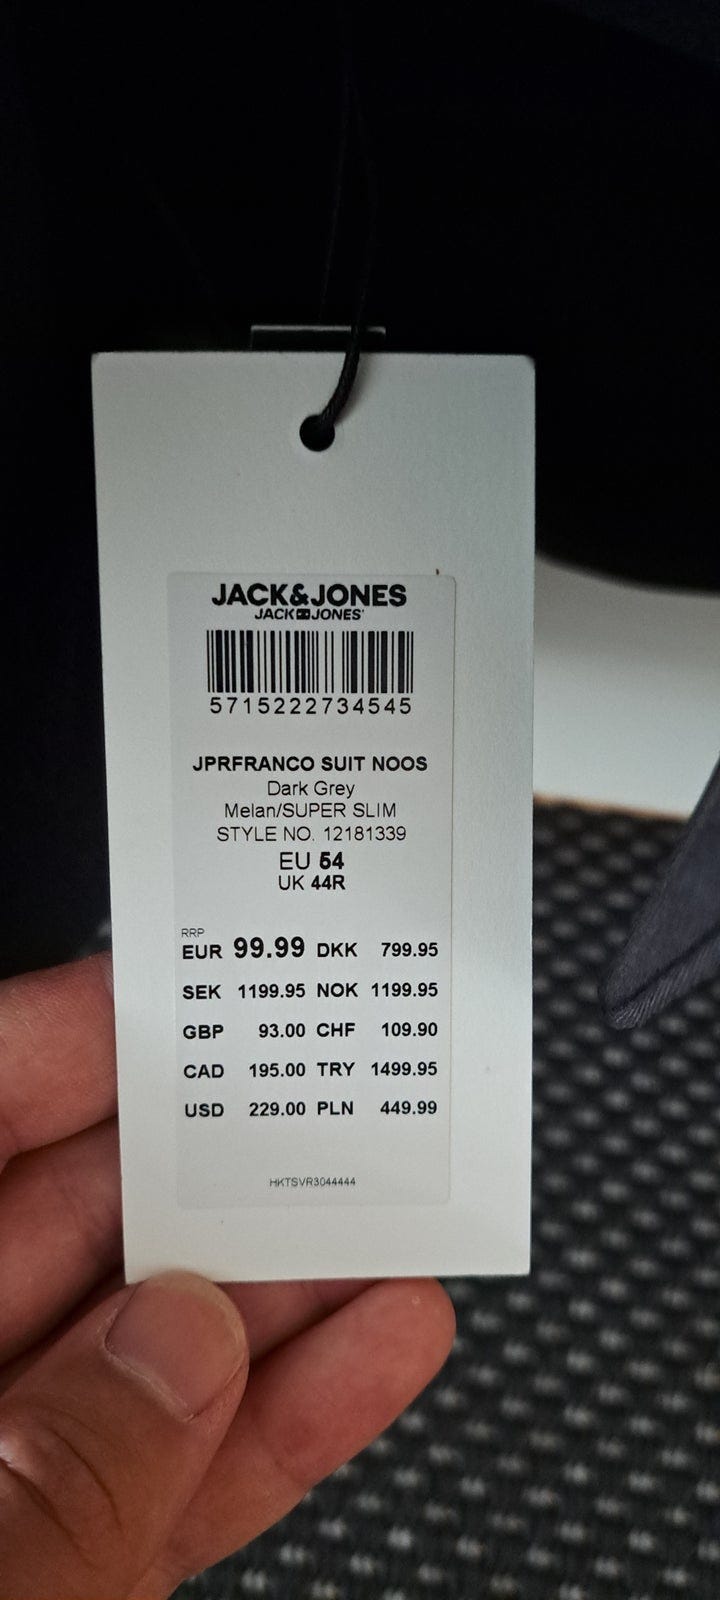 JACK&JONES
JACK JONES
5715222734545
JPRFRANCO SUIT NOOS
Dark Grey
Melan/SUPER SLIM
STYLE NO. 12181339
EU 54
UK 44R
RRP
EUR 99.99 DKK 799.95
SEK 1199.95 NOK 1199.95
GBP 93.00 CHF 109.90
CAD 195.00 TRY 1499.95
USD 229.00 PLN 449.99
HKTSVR3044444